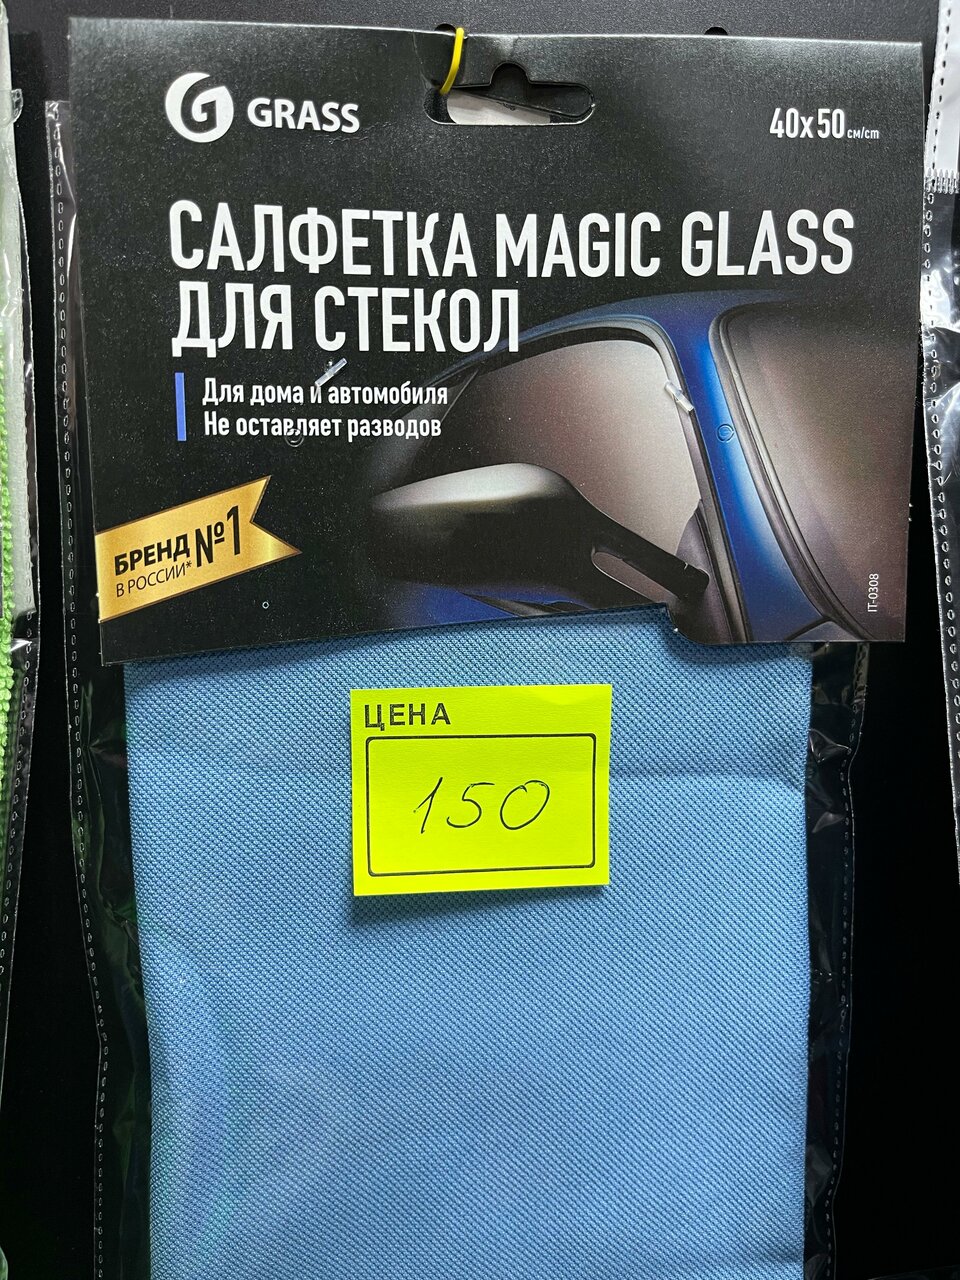 GRASS
40x50 см/cm
САЛФЕТКА MAGIC GLASS
ДЛЯ СТЕКОЛ
Для дома и автомобиля
Не оставляет разводов
БРЕНД №1
В РОССИИ*
IT-0308
ЦЕНА
150